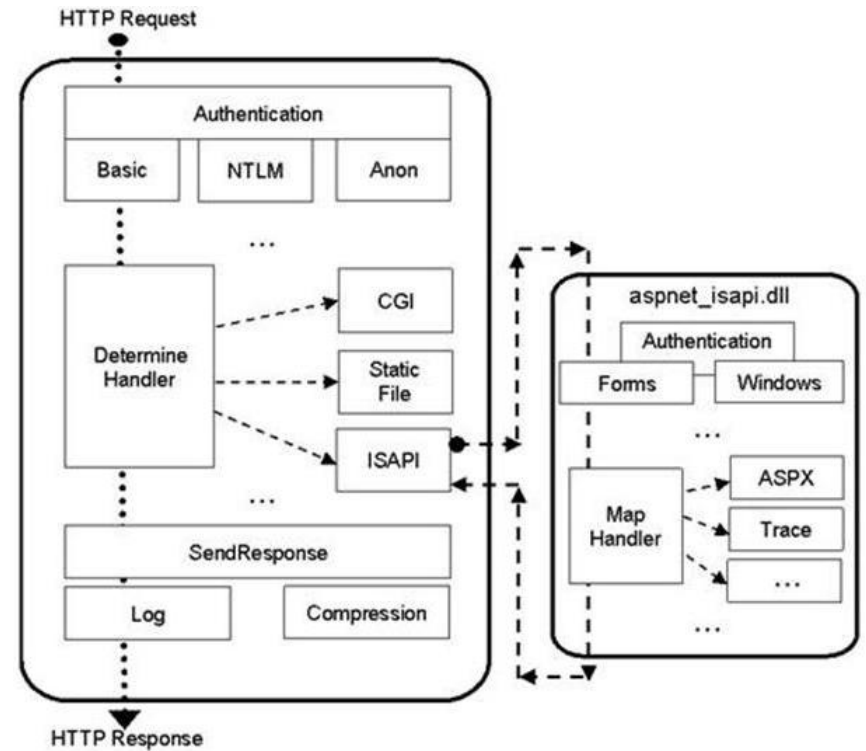 HTTP Request
Authentication
Basic
NTLM
Anon
...
Determine
Handler
CGI
Static
File
ISAPI
...
SendResponse
Log
Compression
HTTP Response
aspnet_isapi.dll
Authentication
Forms
Windows
...
Map
Handler
ASPX
Trace
...
...